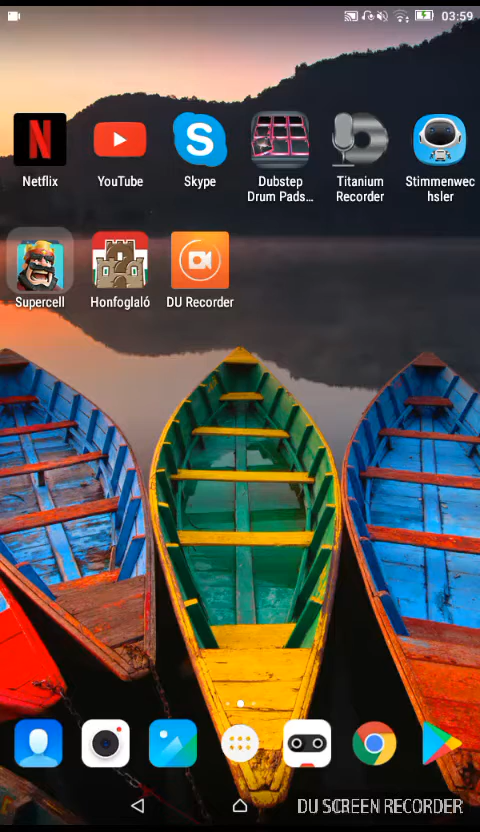 03:59
Netflix
YouTube
Skype
Dubstep
Drum Pads...
Titanium
Recorder
Stimmenwec
hsler
Supercell
Honfoglaló
DU Recorder
DU SCREEN RECORDER